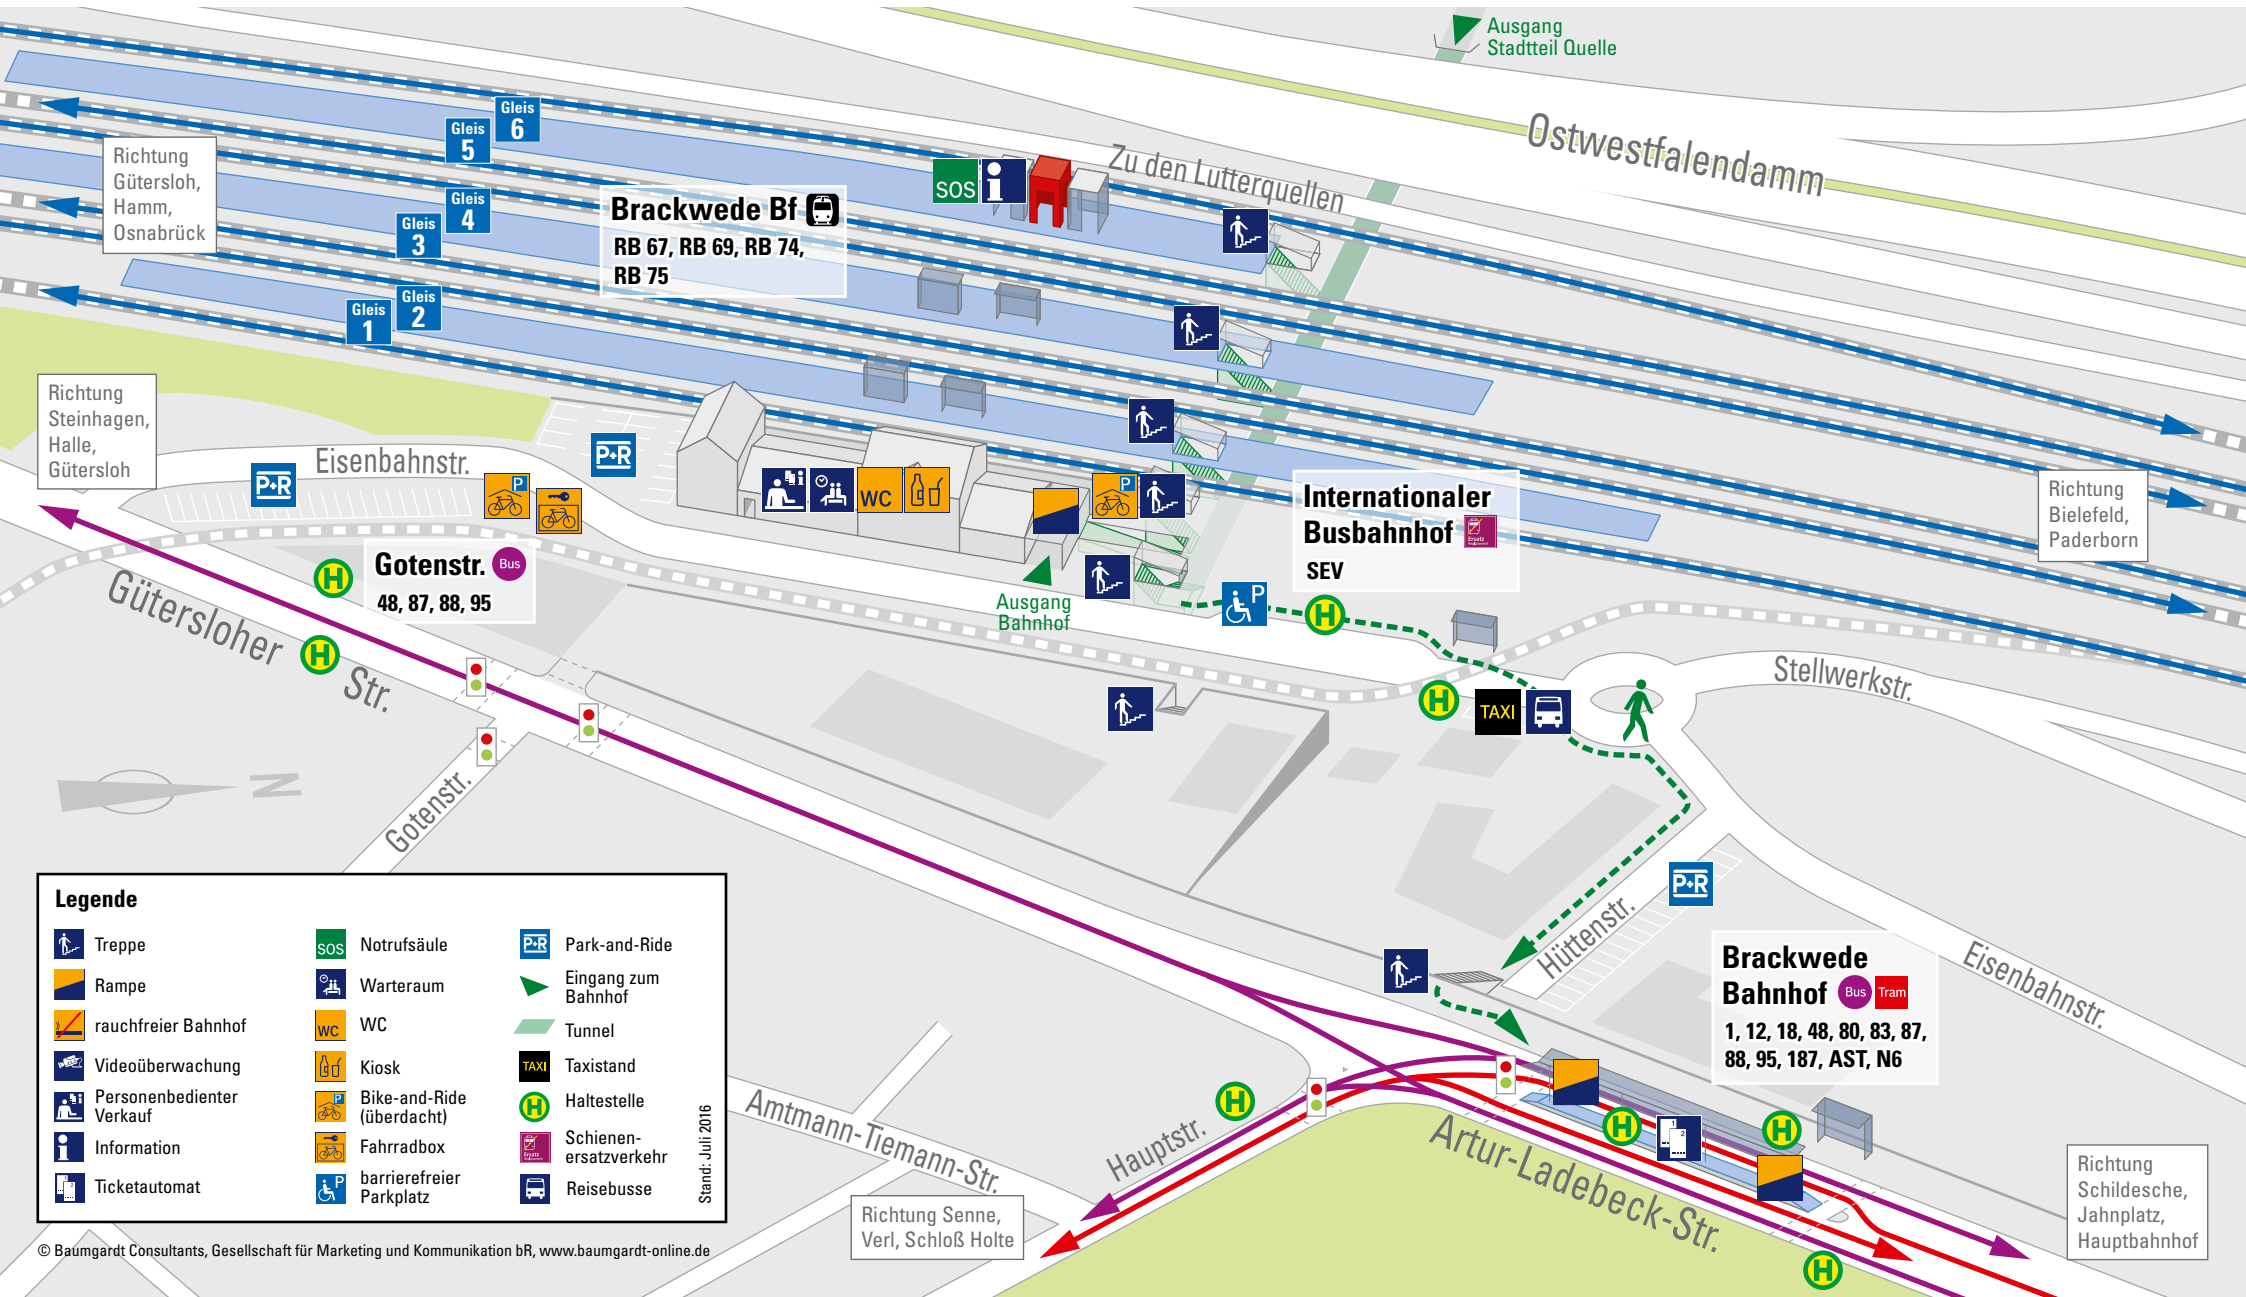 Ausgang
Stadtteil Quelle
Ostwestfalendamm
Zu den Lutterquellen
Gleis
6
Gleis
5
Gleis
4
Gleis
3
Gleis
2
Gleis
1
Richtung
Gütersloh,
Hamm,
Osnabrück
SOS
i
Brackwede Bf
RB 67, RB 69, RB 74,
RB 75
Richtung
Steinhagen,
Halle,
Gütersloh
Eisenbahnstr.
P+R
P+R
P
WC
P
Internationaler
Busbahnhof
Ersatz
SEV
Richtung
Bielefeld,
Paderborn
H
Gotenstr. Bus
48, 87, 88, 95
Gütersloher Str.
H
Ausgang
Bahnhof
P
H
H
TAXI
Stellwerkstr.
N
Gotenstr.
P+R
Hüttenstr.
Eisenbahnstr.
Brackwede
Bahnhof Bus Tram
1, 12, 18, 48, 80, 83, 87,
88, 95, 187, AST, N6
Amtmann-Tiemann-Str.
H
Hauptstr.
Artur-Ladebeck-Str.
H
1
2
H
H
Richtung Senne,
Verl, Schloß Holte
Richtung
Schildesche,
Jahnplatz,
Hauptbahnhof
Legende
Treppe
Rampe
rauchfreier Bahnhof
Videoüberwachung
Personenbedienter
Verkauf
i Information
Ticketautomat
SOS Notrufsäule
Warteraum
WC WC
Kiosk
P Bike-and-Ride
(überdacht)
Fahrradbox
P barrierefreier
Parkplatz
P+R Park-and-Ride
Eingang zum
Bahnhof
Tunnel
TAXI Taxistand
H Haltestelle
Ersatz Schienen-
ersatzverkehr
Reisebusse
Stand: Juli 2016
© Baumgardt Consultants, Gesellschaft für Marketing und Kommunikation bR, www.baumgardt-online.de